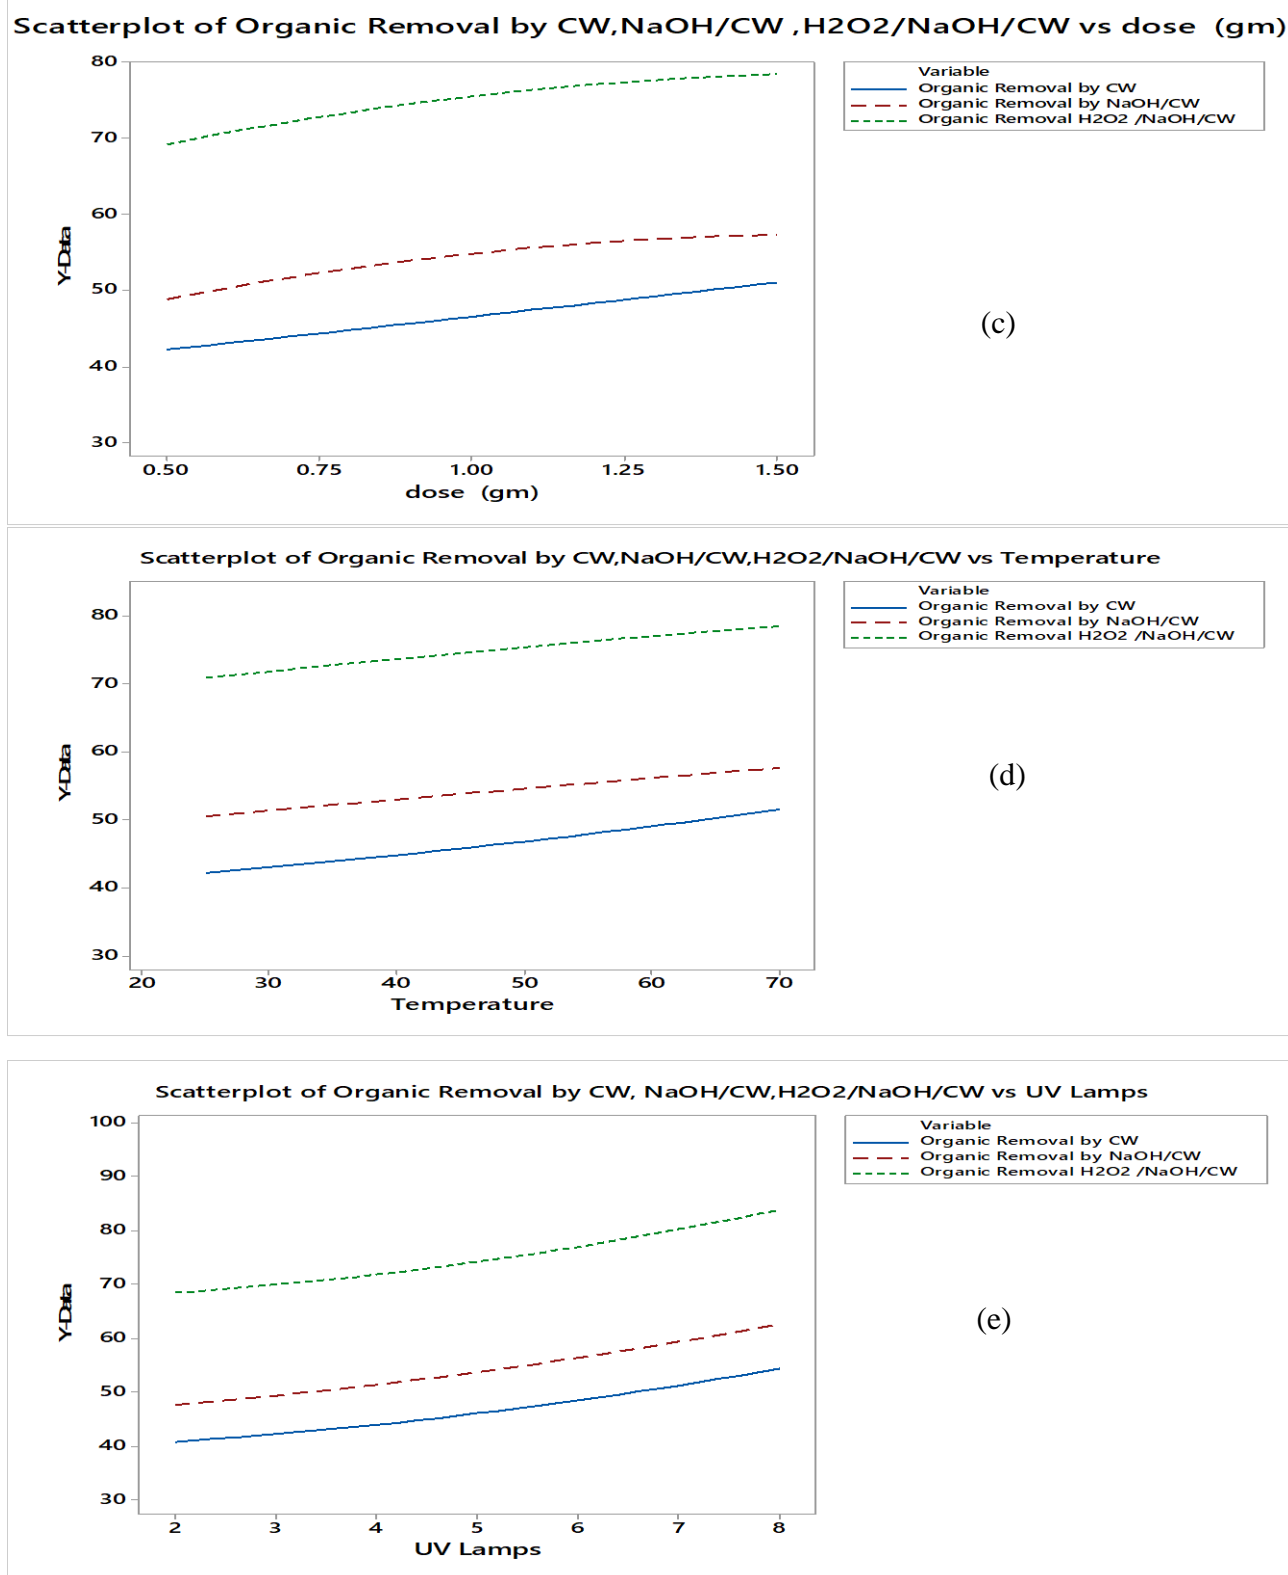 Scatterplot of Organic Removal by CW,NaOH/CW ,H2O2/NaOH/CW vs dose (gm)
80
70
60
50
40
30
Y-Data
0.50 0.75 1.00 1.25 1.50
dose (gm)
Variable
Organic Removal by CW
Organic Removal by NaOH/CW
Organic Removal H2O2 /NaOH/CW
(c)
Scatterplot of Organic Removal by CW,NaOH/CW,H2O2/NaOH/CW vs Temperature
80
70
60
50
40
30
Y-Data
20 30 40 50 60 70
Temperature
Variable
Organic Removal by CW
Organic Removal by NaOH/CW
Organic Removal H2O2 /NaOH/CW
(d)
Scatterplot of Organic Removal by CW, NaOH/CW,H2O2/NaOH/CW vs UV Lamps
100
90
80
70
60
50
40
30
Y-Data
2 3 4 5 6 7 8
UV Lamps
Variable
Organic Removal by CW
Organic Removal by NaOH/CW
Organic Removal H2O2 /NaOH/CW
(e)